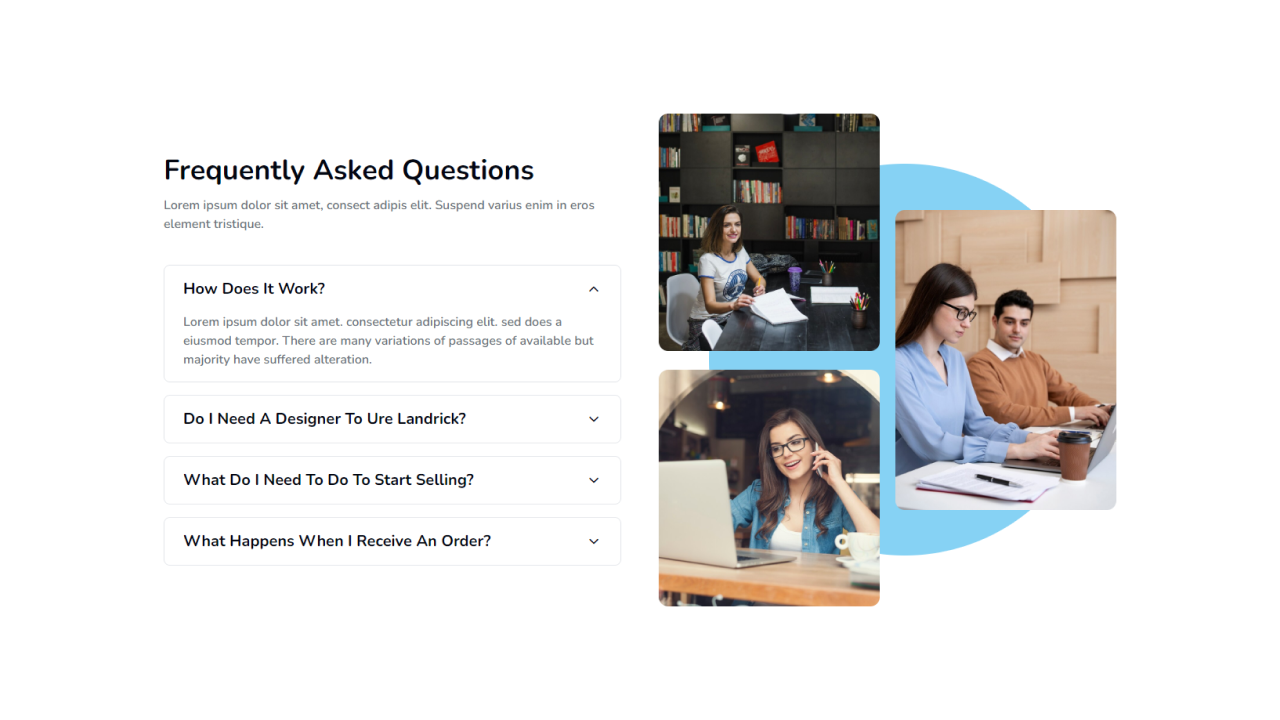 Frequently Asked Questions
Lorem ipsum dolor sit amet, consect adipis elit. Suspend varius enim in eros
element tristique.
How Does It Work?
Lorem ipsum dolor sit amet. consectetur adipiscing elit. sed does a
eiusmod tempor. There are many variations of passages of available but
majority have suffered alteration.
Do I Need A Designer To Ure Landrick?
What Do I Need To Do To Start Selling?
What Happens When I Receive An Order?